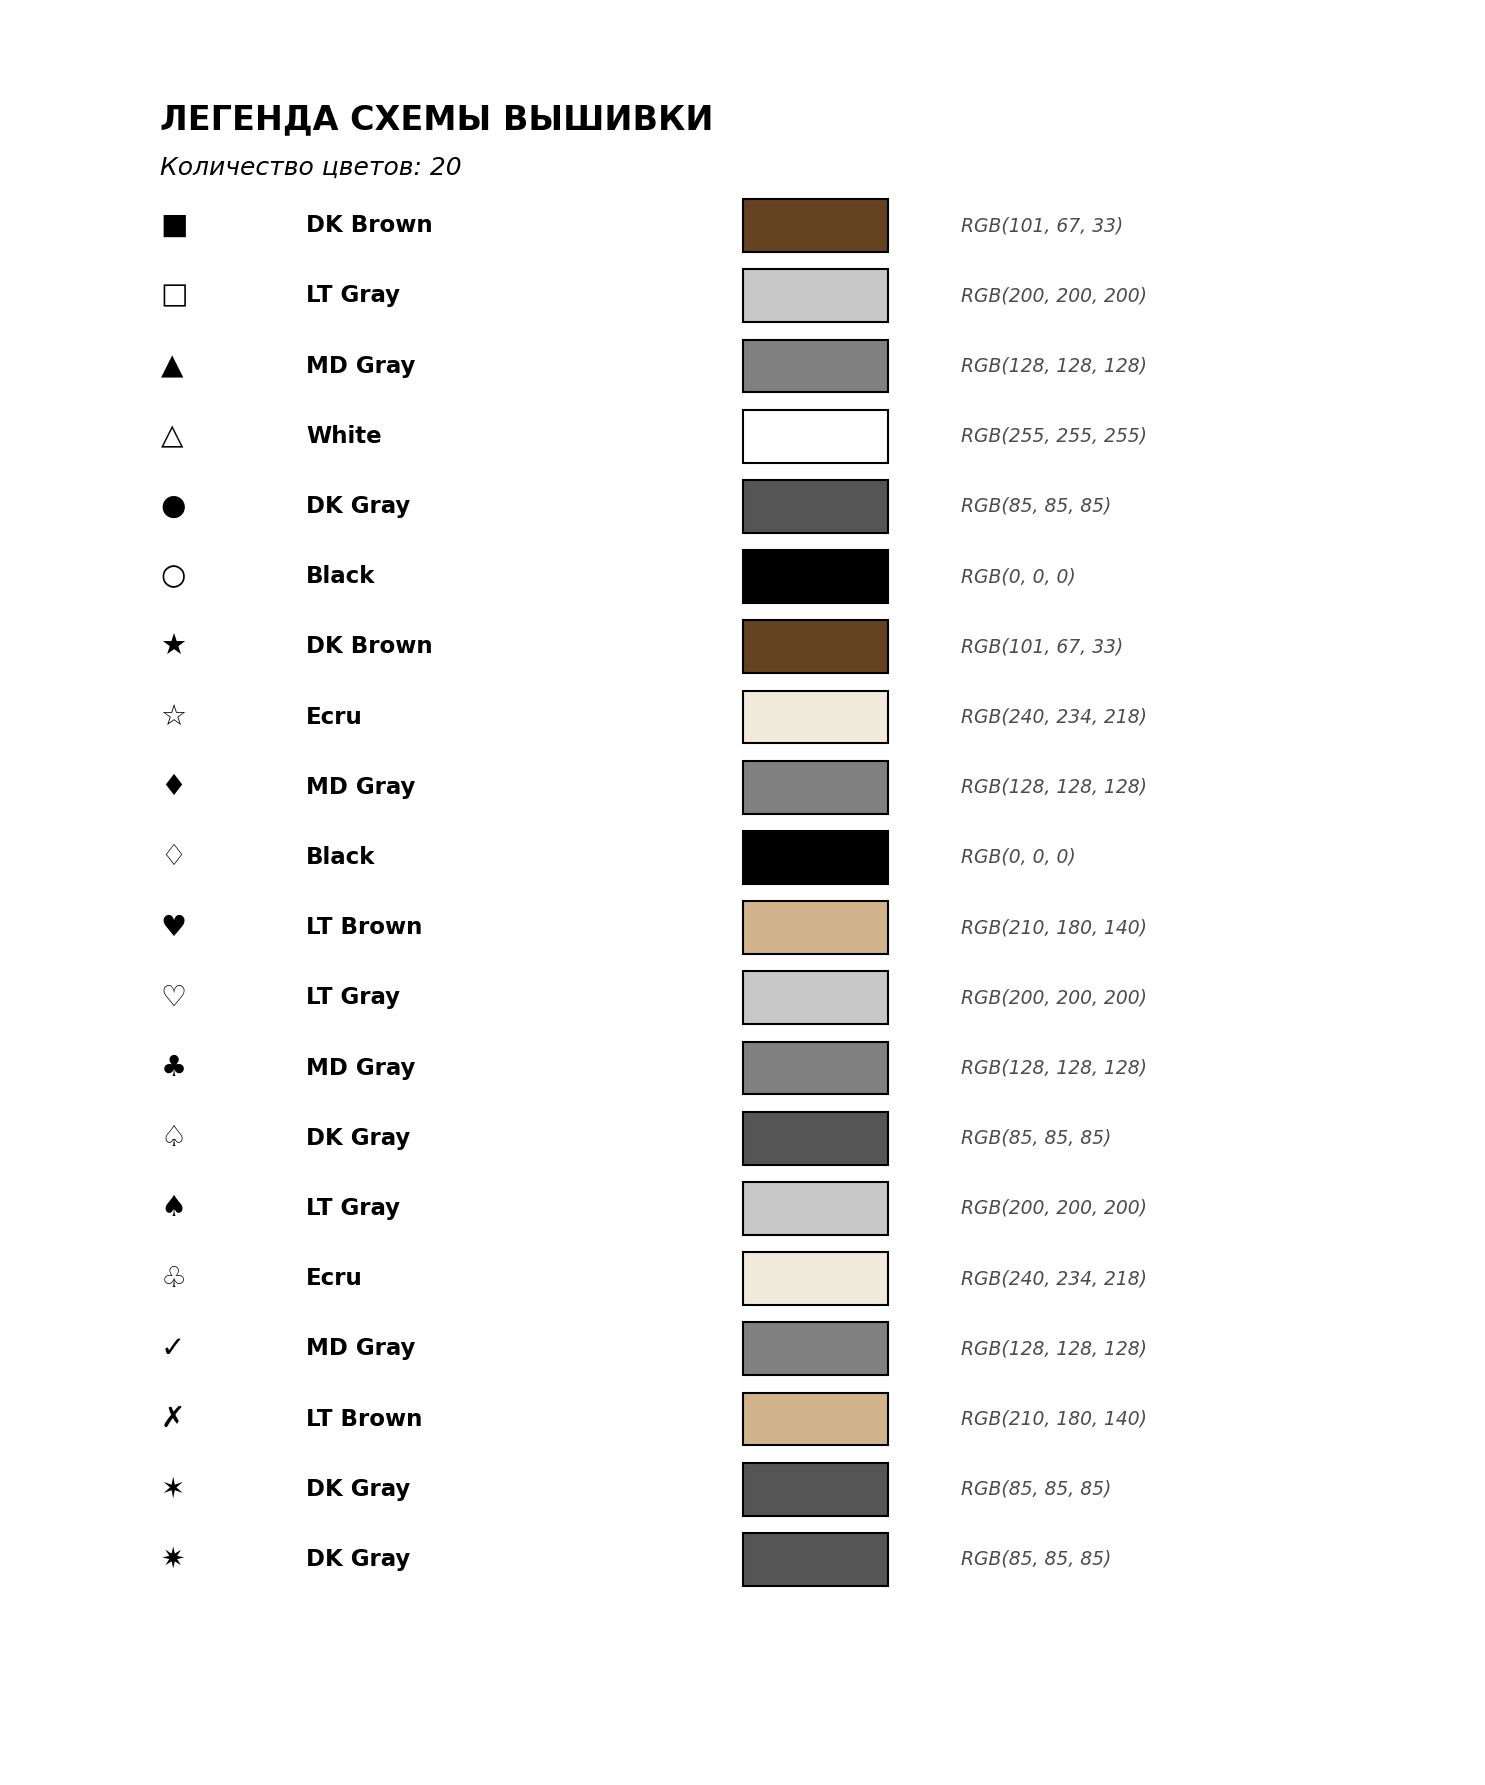 ЛЕГЕНДА СХЕМЫ ВЫШИВКИ
Количество цветов: 20
■ DK Brown RGB(101, 67, 33)
□ LT Gray RGB(200, 200, 200)
▲ MD Gray RGB(128, 128, 128)
△ White RGB(255, 255, 255)
● DK Gray RGB(85, 85, 85)
○ Black RGB(0, 0, 0)
★ DK Brown RGB(101, 67, 33)
☆ Ecru RGB(240, 234, 218)
♦ MD Gray RGB(128, 128, 128)
♢ Black RGB(0, 0, 0)
♥ LT Brown RGB(210, 180, 140)
♡ LT Gray RGB(200, 200, 200)
♣ MD Gray RGB(128, 128, 128)
♤ DK Gray RGB(85, 85, 85)
♠ LT Gray RGB(200, 200, 200)
♧ Ecru RGB(240, 234, 218)
✓ MD Gray RGB(128, 128, 128)
✗ LT Brown RGB(210, 180, 140)
✶ DK Gray RGB(85, 85, 85)
✷ DK Gray RGB(85, 85, 85)